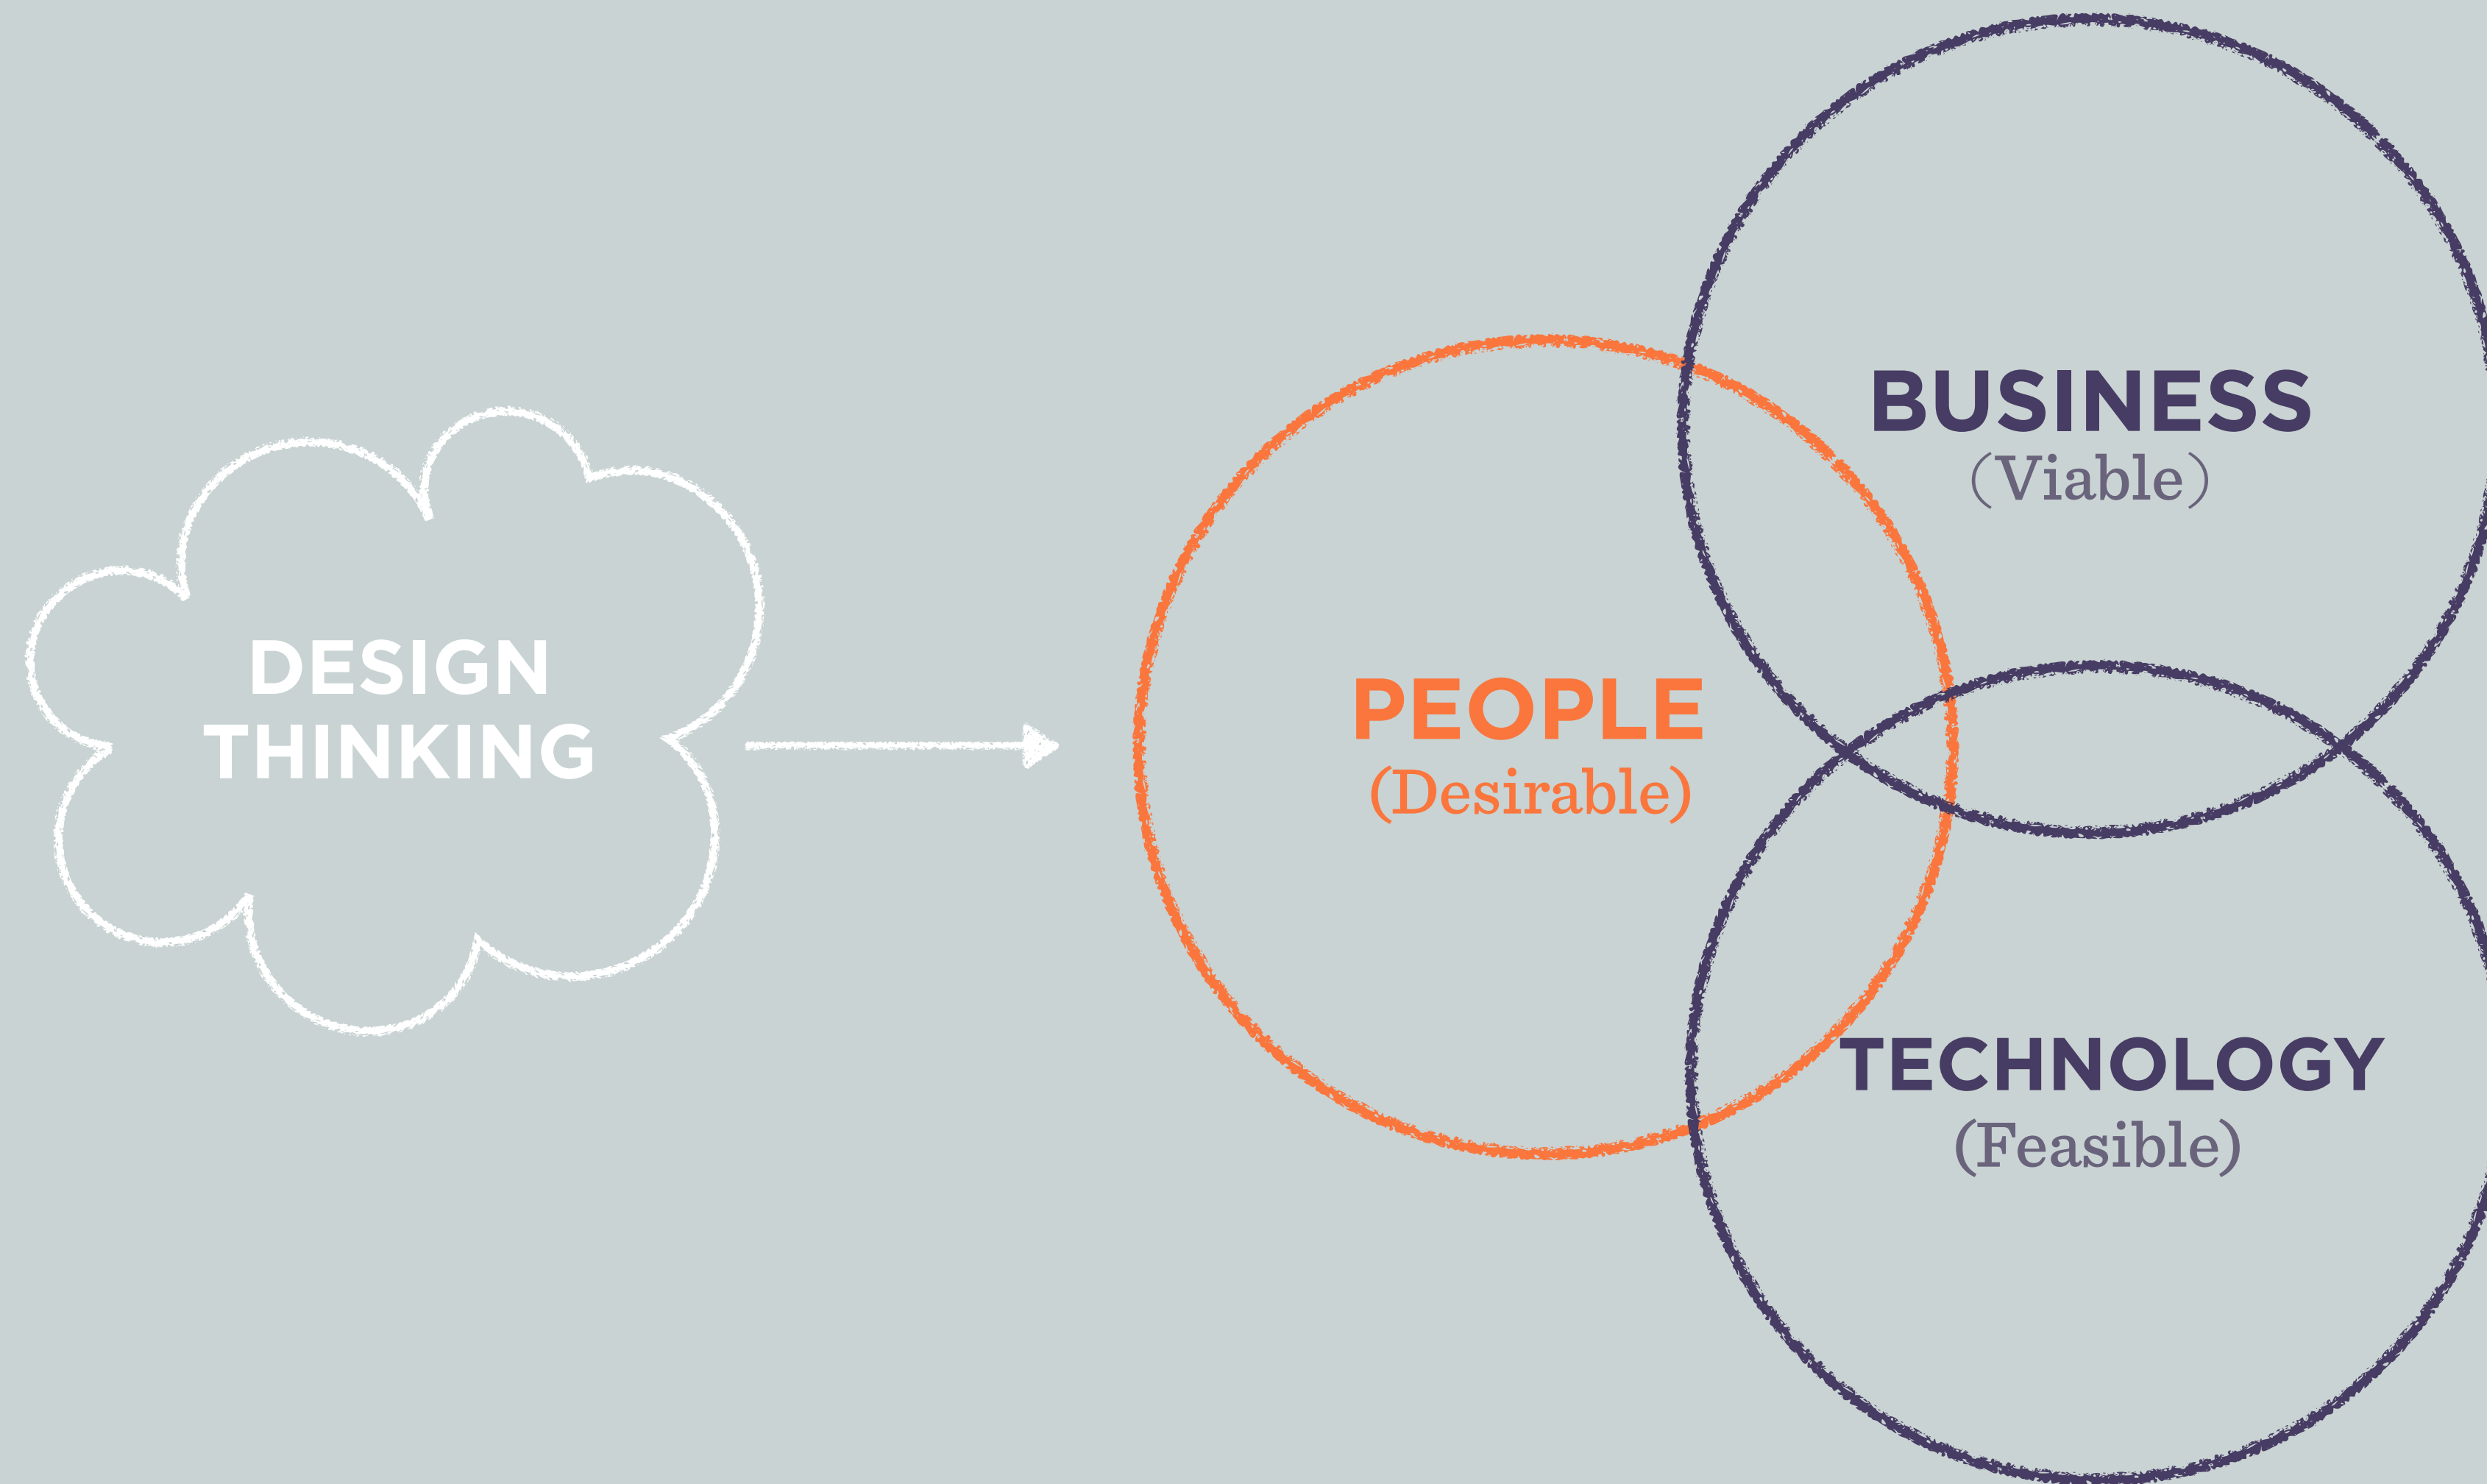 DESIGN
THINKING
PEOPLE
(Desirable)
BUSINESS
(Viable)
TECHNOLOGY
(Feasible)